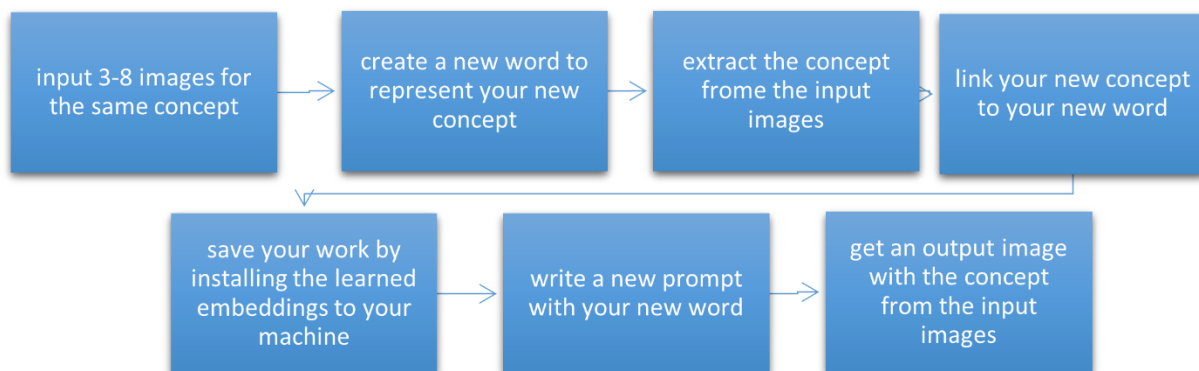 input 3-8 images for
the same concept
create a new word to
represent your new
concept
extract the concept
frome the input
images
link your new concept
to your new word
save your work by
installing the learned
embeddings to your
machine
write a new prompt
with your new word
get an output image
with the concept
from the input
images